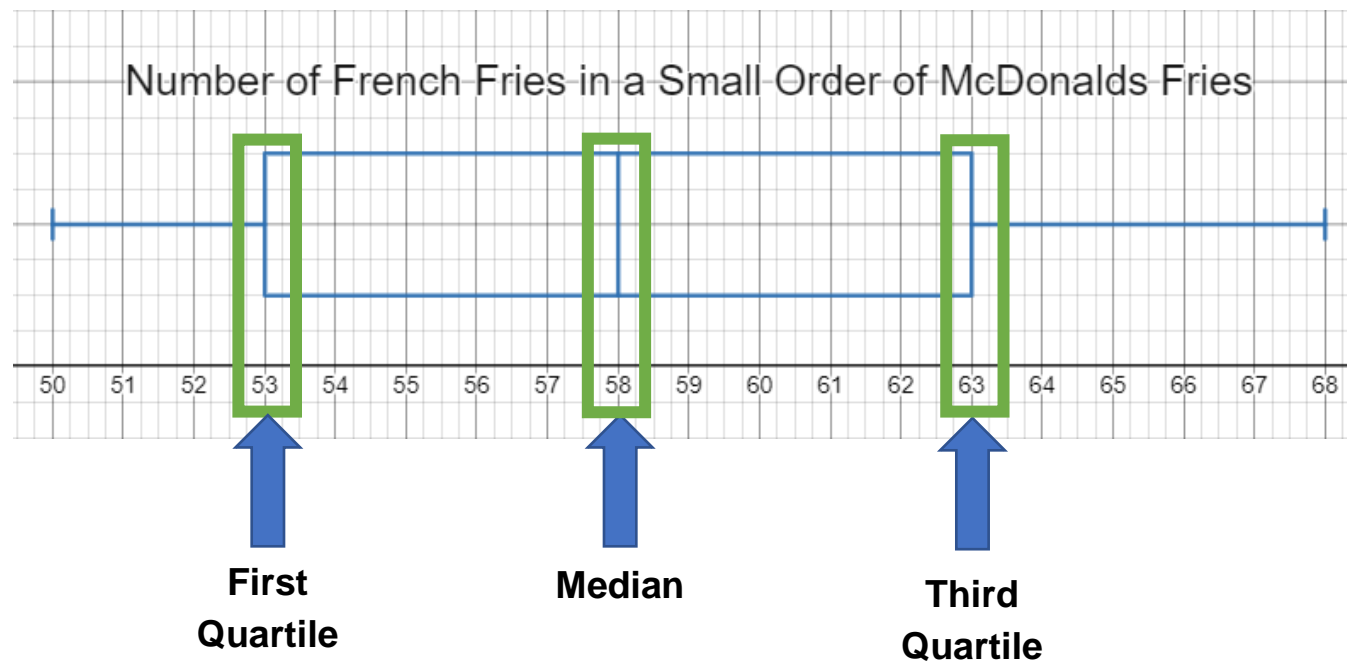 Number of French Fries in a Small Order of McDonalds Fries
50 51 52 53 54 55 56 57 58 59 60 61 62 63 64 65 66 67 68
First
Quartile
Median
Third
Quartile